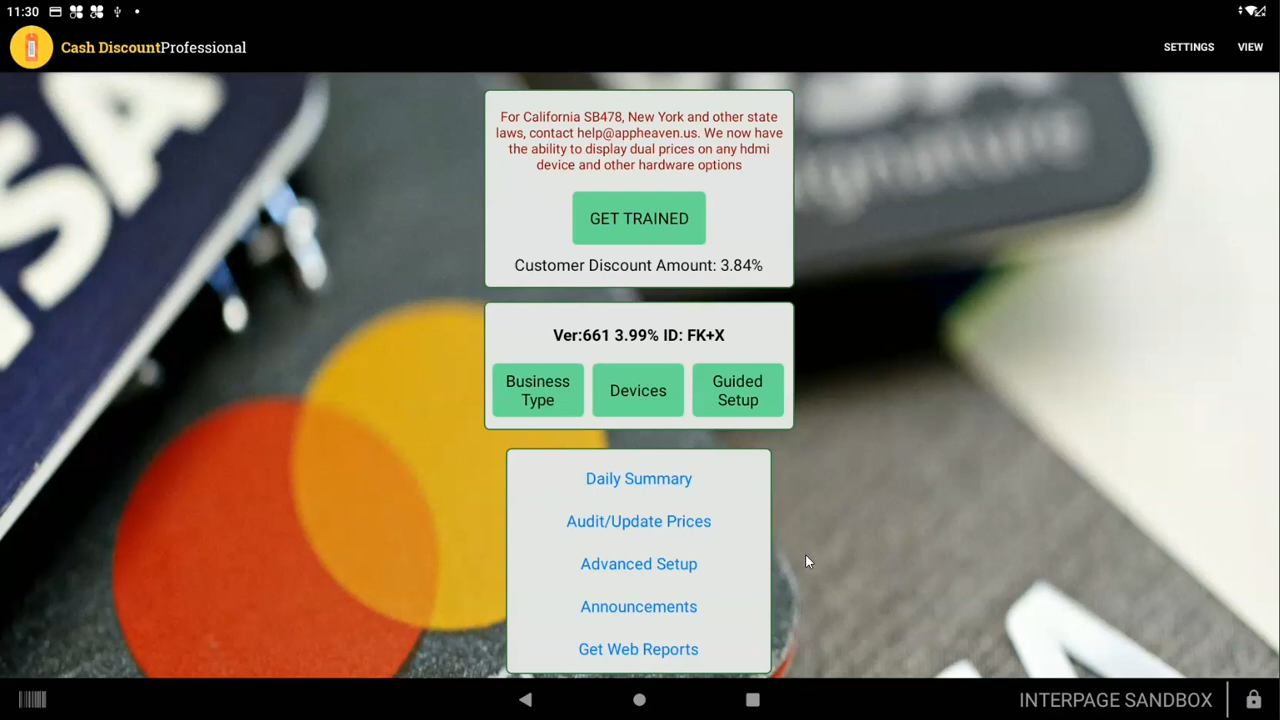 11:30
Cash DiscountProfessional
SETTINGS VIEW
For California SB478, New York and other state
laws, contact help@appheaven.us. We now have
the ability to display dual prices on any hdmi
device and other hardware options
GET TRAINED
Customer Discount Amount: 3.84%
Ver:661 3.99% ID: FK+X
Business
Type
Devices
Guided
Setup
Daily Summary
Audit/Update Prices
Advanced Setup
Announcements
Get Web Reports
INTERPAGE SANDBOX